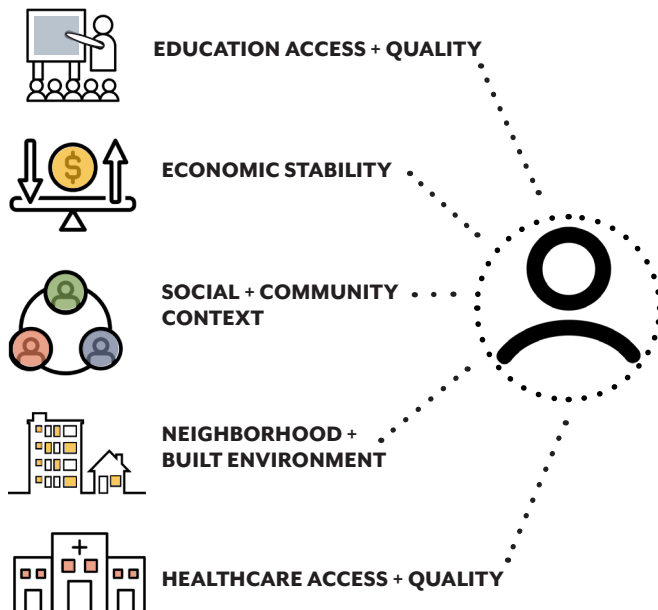 EDUCATION ACCESS + QUALITY
$
ECONOMIC STABILITY
SOCIAL + COMMUNITY
CONTEXT
NEIGHBORHOOD +
BUILT ENVIRONMENT
HEALTHCARE ACCESS + QUALITY